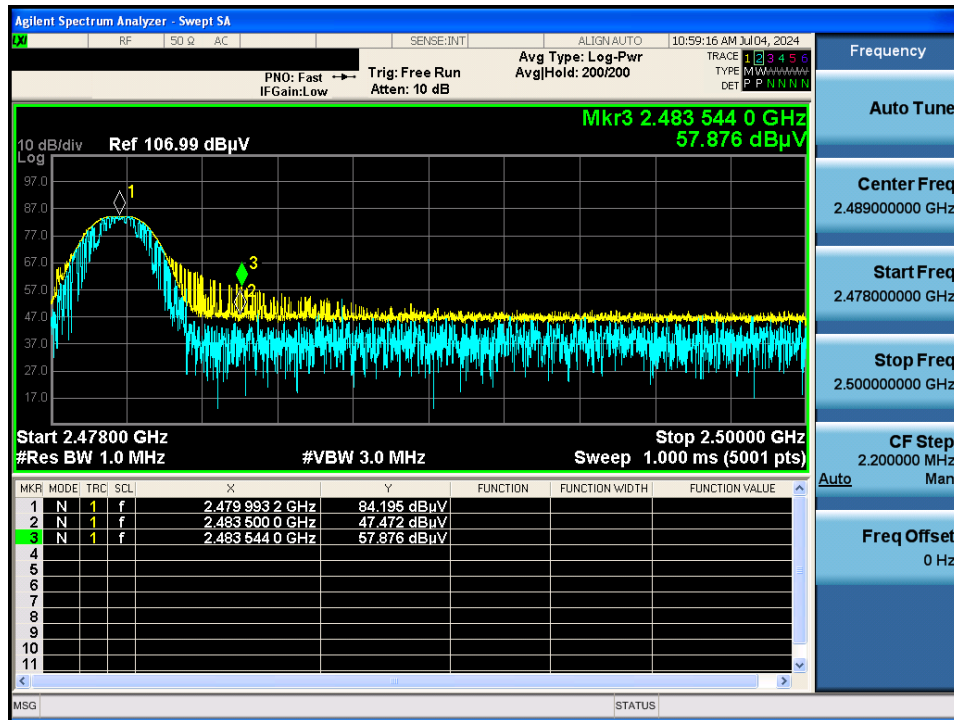 Agilent Spectrum Analyzer - Swept SA
LXI RF 50 Ω AC SENSE:INT ALIGN AUTO 10:59:16 AM Jul 04, 2024
PNO: Fast Trig: Free Run Avg Type: Log-Pwr TRACE 1 2 3 4 5 6
IFGain:Low Atten: 10 dB Avg|Hold: 200/200 TYPE M W
DET P P N N N N
Mkr3 2.483 544 0 GHz
57.876 dBµV
10 dB/div Ref 106.99 dBµV
Log
97.0
87.0
77.0
67.0
57.0
47.0
37.0
27.0
17.0
1
3
2
Start 2.47800 GHz Stop 2.50000 GHz
#Res BW 1.0 MHz #VBW 3.0 MHz Sweep 1.000 ms (5001 pts)
MKR MODE TRC SCL X Y FUNCTION FUNCTION WIDTH FUNCTION VALUE
1 N 1 f 2.479 993 2 GHz 84.195 dBµV
2 N 1 f 2.483 500 0 GHz 47.472 dBµV
3 N 1 f 2.483 544 0 GHz 57.876 dBµV
4
5
6
7
8
9
10
11
MSG STATUS
Frequency
Auto Tune
Center Freq
2.489000000 GHz
Start Freq
2.478000000 GHz
Stop Freq
2.500000000 GHz
CF Step
2.200000 MHz
Auto Man
Freq Offset
0 Hz